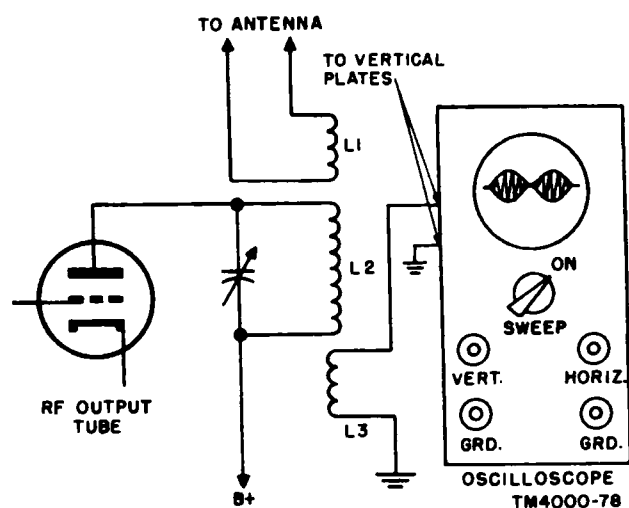 TO ANTENNA
TO VERTICAL
PLATES
L1
L2
L3
ON
SWEEP
VERT.
HORIZ.
GRD.
GRD.
RF OUTPUT
TUBE
B+
OSCILLOSCOPE
TM4000-78